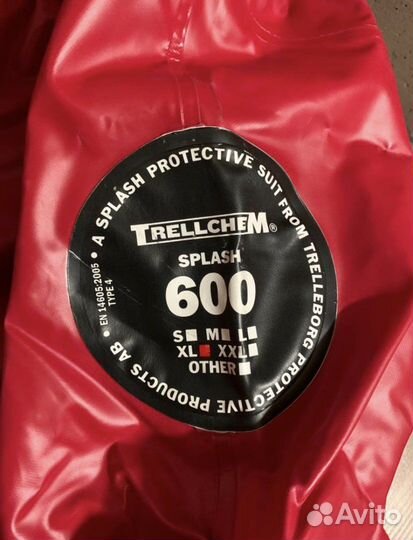 A SPLASH PROTECTIVE SUIT FROM TRELLEBORG PROTECTIVE PRODUCTS AB •
• EN 14605:2005 •
TYPE 4
TRELLCHEM®
SPLASH
600
S M L
XL XXL
OTHER
Avito